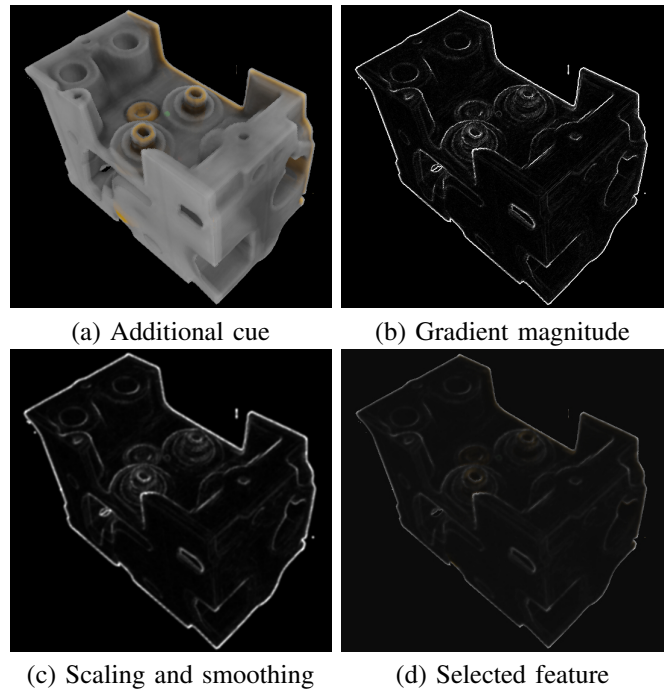 (a) Additional cue
(b) Gradient magnitude
(c) Scaling and smoothing
(d) Selected feature